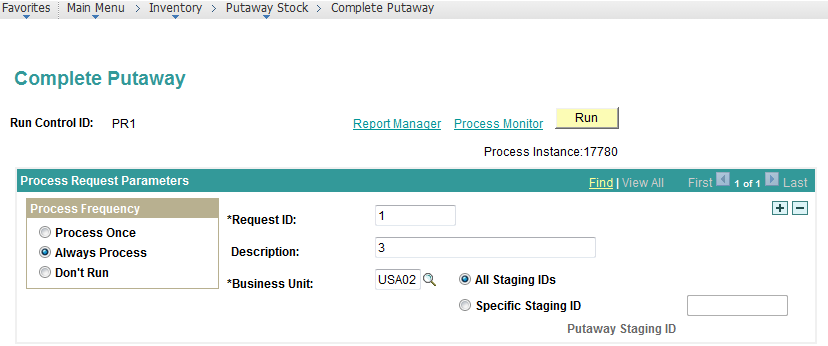 Favorites Main Menu > Inventory > Putaway Stock > Complete Putaway
Complete Putaway
Run Control ID: PR1 Report Manager Process Monitor Run
Process Instance:17780
Process Request Parameters Find | View All First 1 of 1 Last
Process Frequency
Process Once
Always Process
Don't Run
*Request ID: 1
Description: 3
*Business Unit: USA02 All Staging IDs
Specific Staging ID
Putaway Staging ID